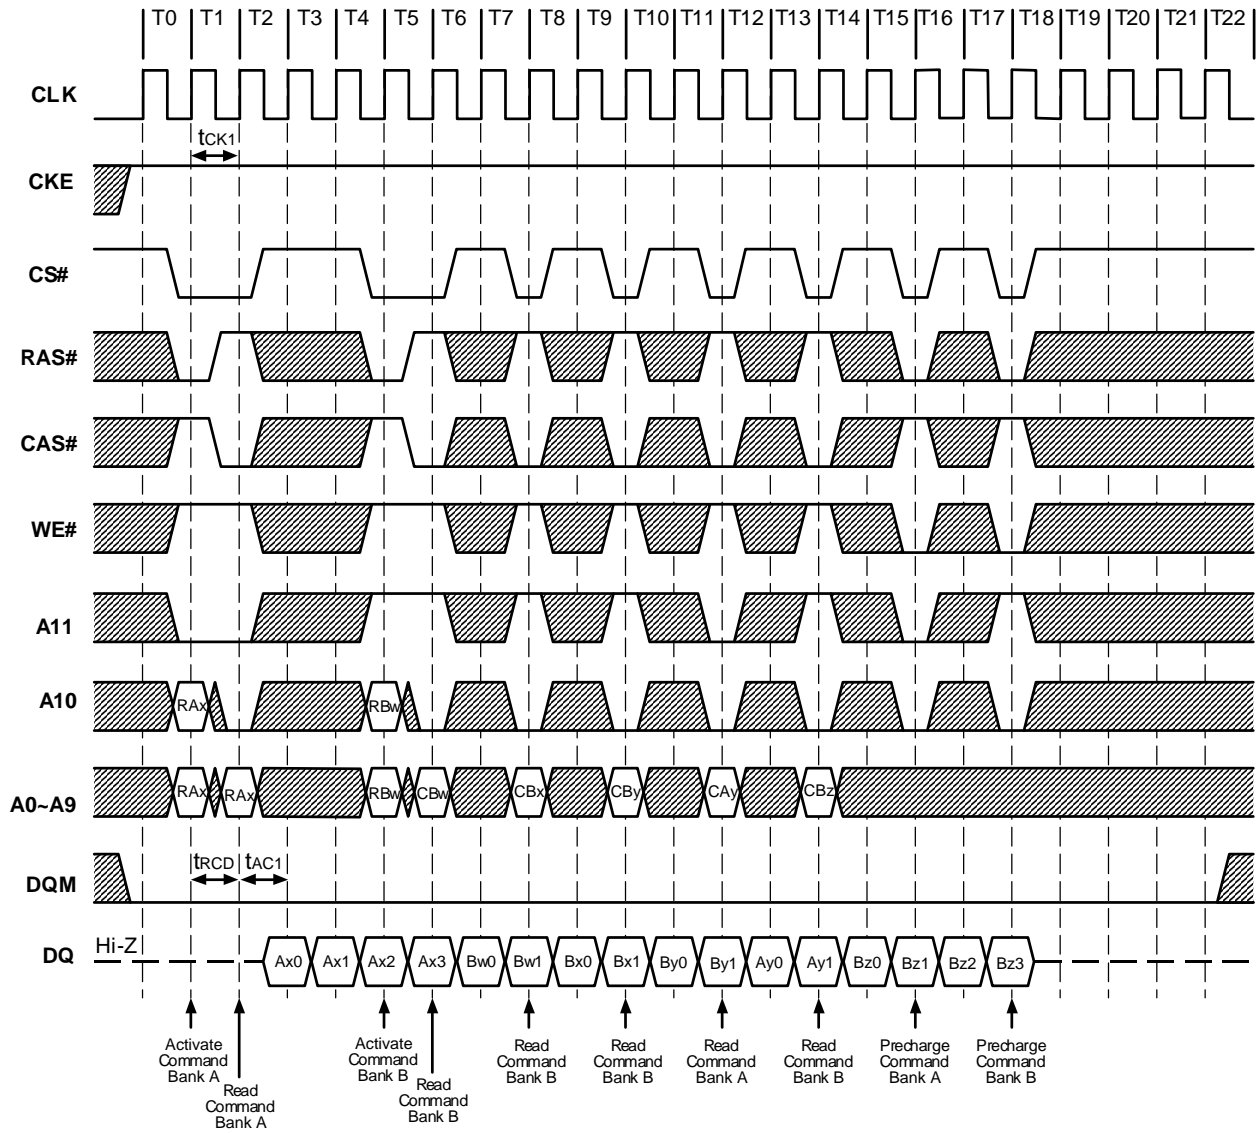 T0 T1 T2 T3 T4 T5 T6 T7 T8 T9 T10 T11 T12 T13 T14 T15 T16 T17 T18 T19 T20 T21 T22
CLK
tCK1
CKE
CS#
RAS#
CAS#
WE#
A11
A10
RAx RBw
A0~A9
RAx RAx RBw CBw CBx CBy CAy CBz
tRCD tAC1
DQM
DQ
Hi-Z
Ax0 Ax1 Ax2 Ax3 Bw0 Bw1 Bx0 Bx1 By0 By1 Ay0 Ay1 Bz0 Bz1 Bz2 Bz3
Activate
Command
Bank A
Read
Command
Bank A
Activate
Command
Bank B
Read
Command
Bank B
Read
Command
Bank B
Read
Command
Bank B
Read
Command
Bank A
Read
Command
Bank B
Precharge
Command
Bank A
Precharge
Command
Bank B